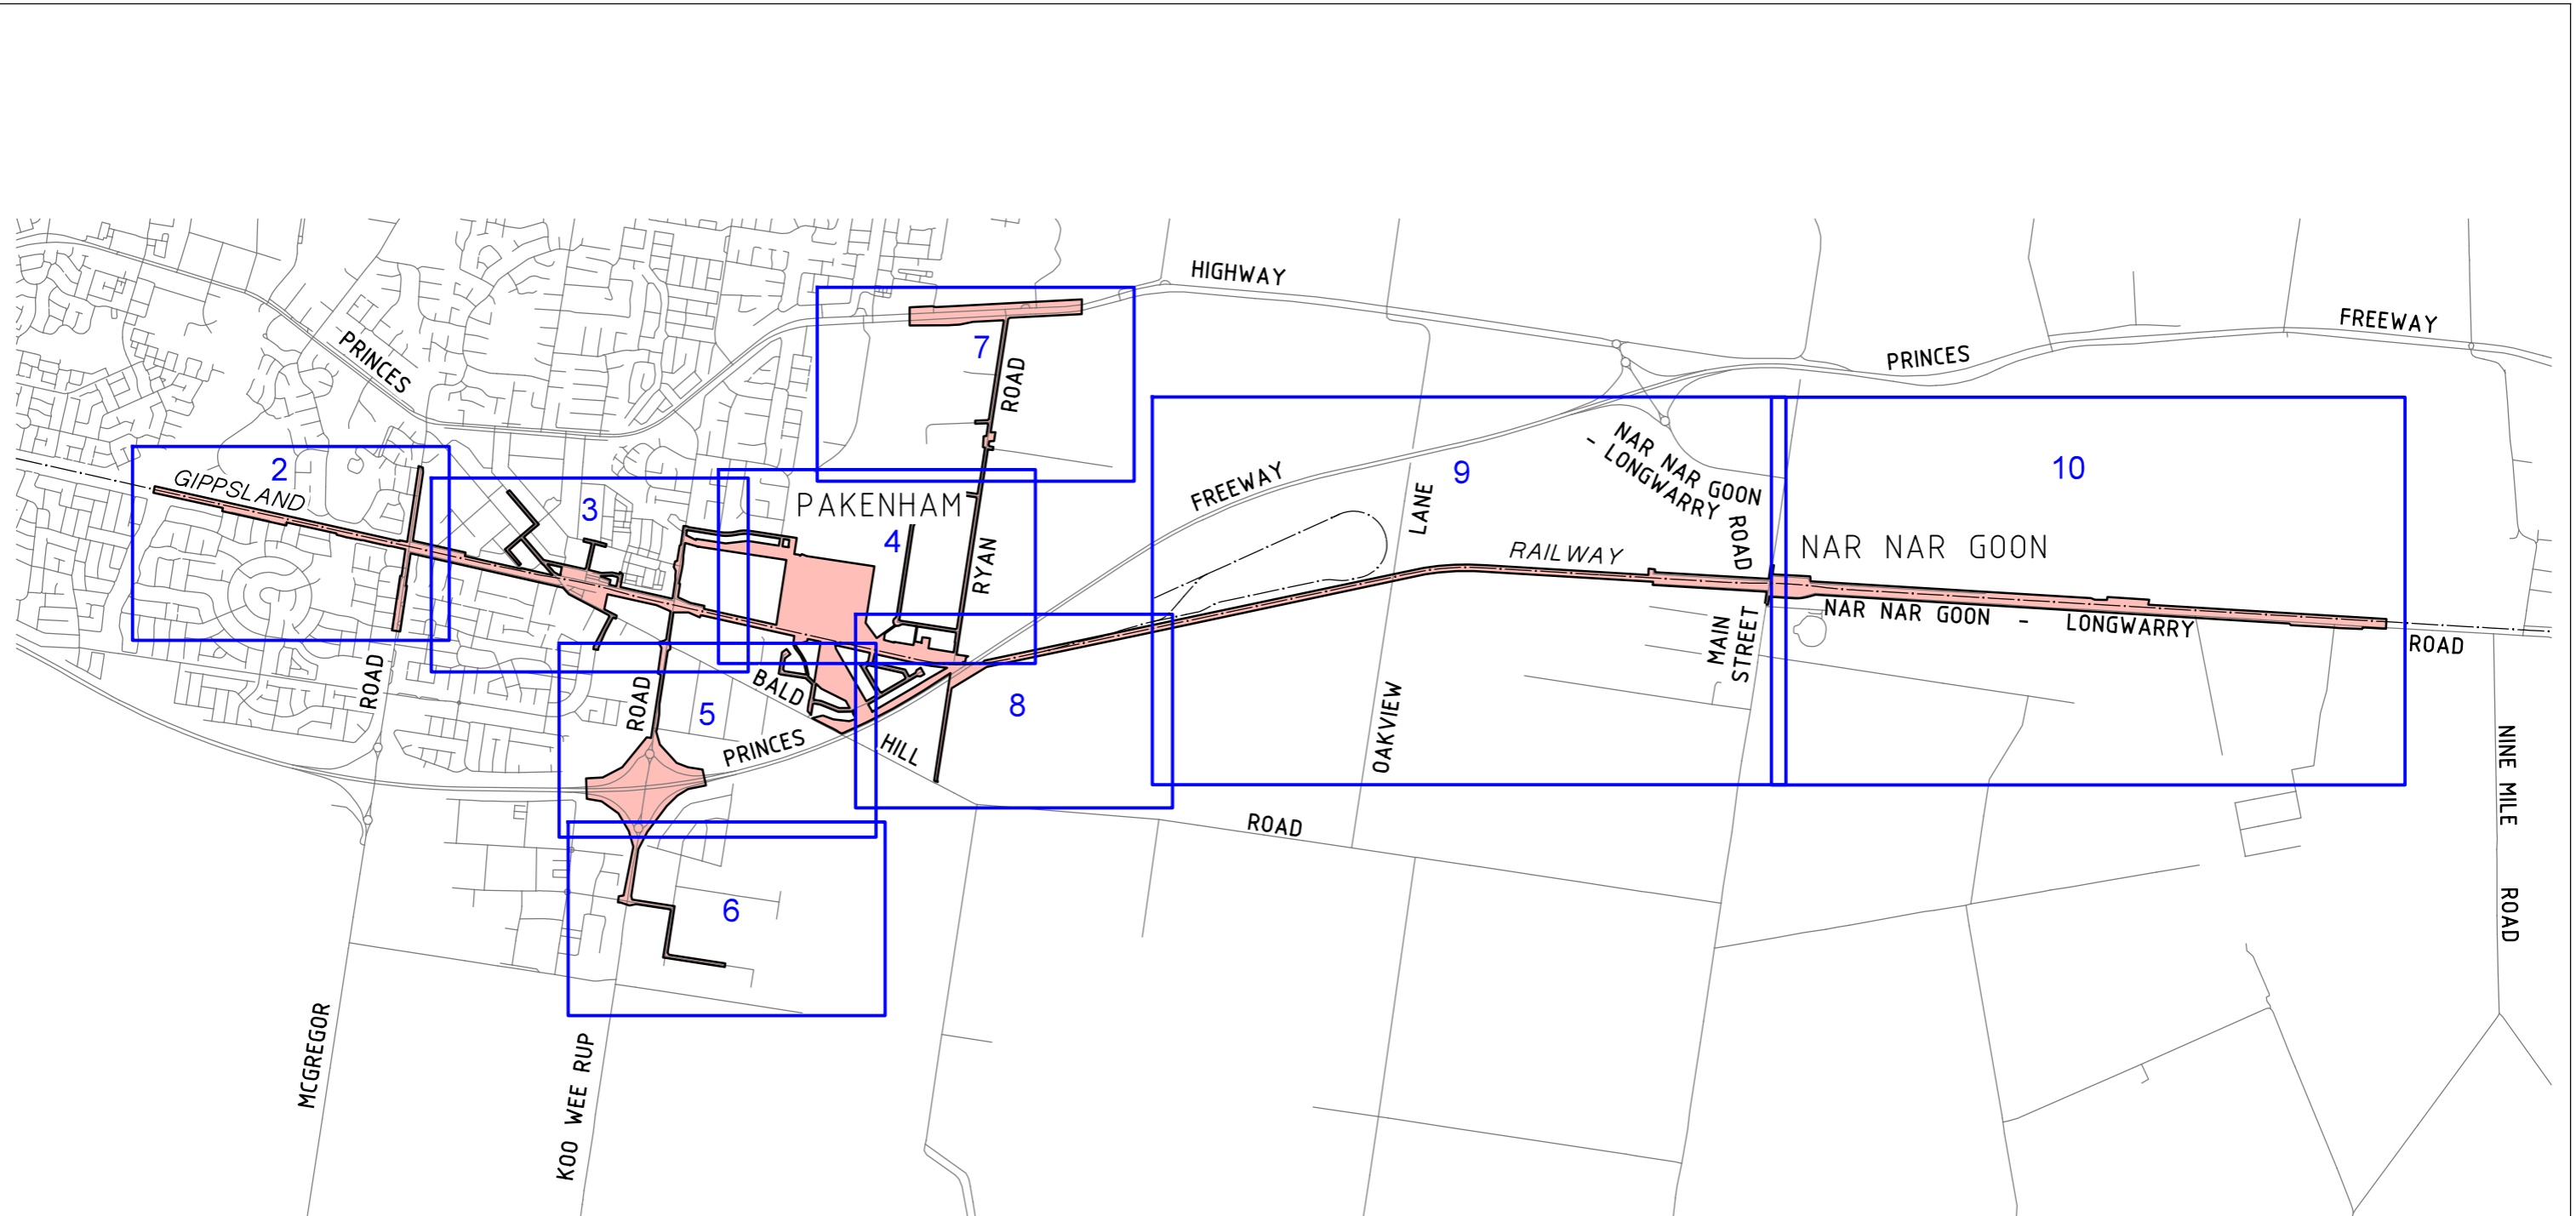 HIGHWAY
FREEWAY
PRINCES
PRINCES
7
ROAD
2
GIPPSLAND
3
PAKENHAM
4
RYAN
FREEWAY
9
LANE
NAR NAR GOON
- LONGWARRY
ROAD
10
RAILWAY
NAR NAR GOON
NAR NAR GOON - LONGWARRY
ROAD
MAIN
STREET
ROAD
ROAD
BALD
5
PRINCES
HILL
8
OAKVIEW
ROAD
6
NINE MILE
ROAD
MCGREGOR
KOO WEE RUP